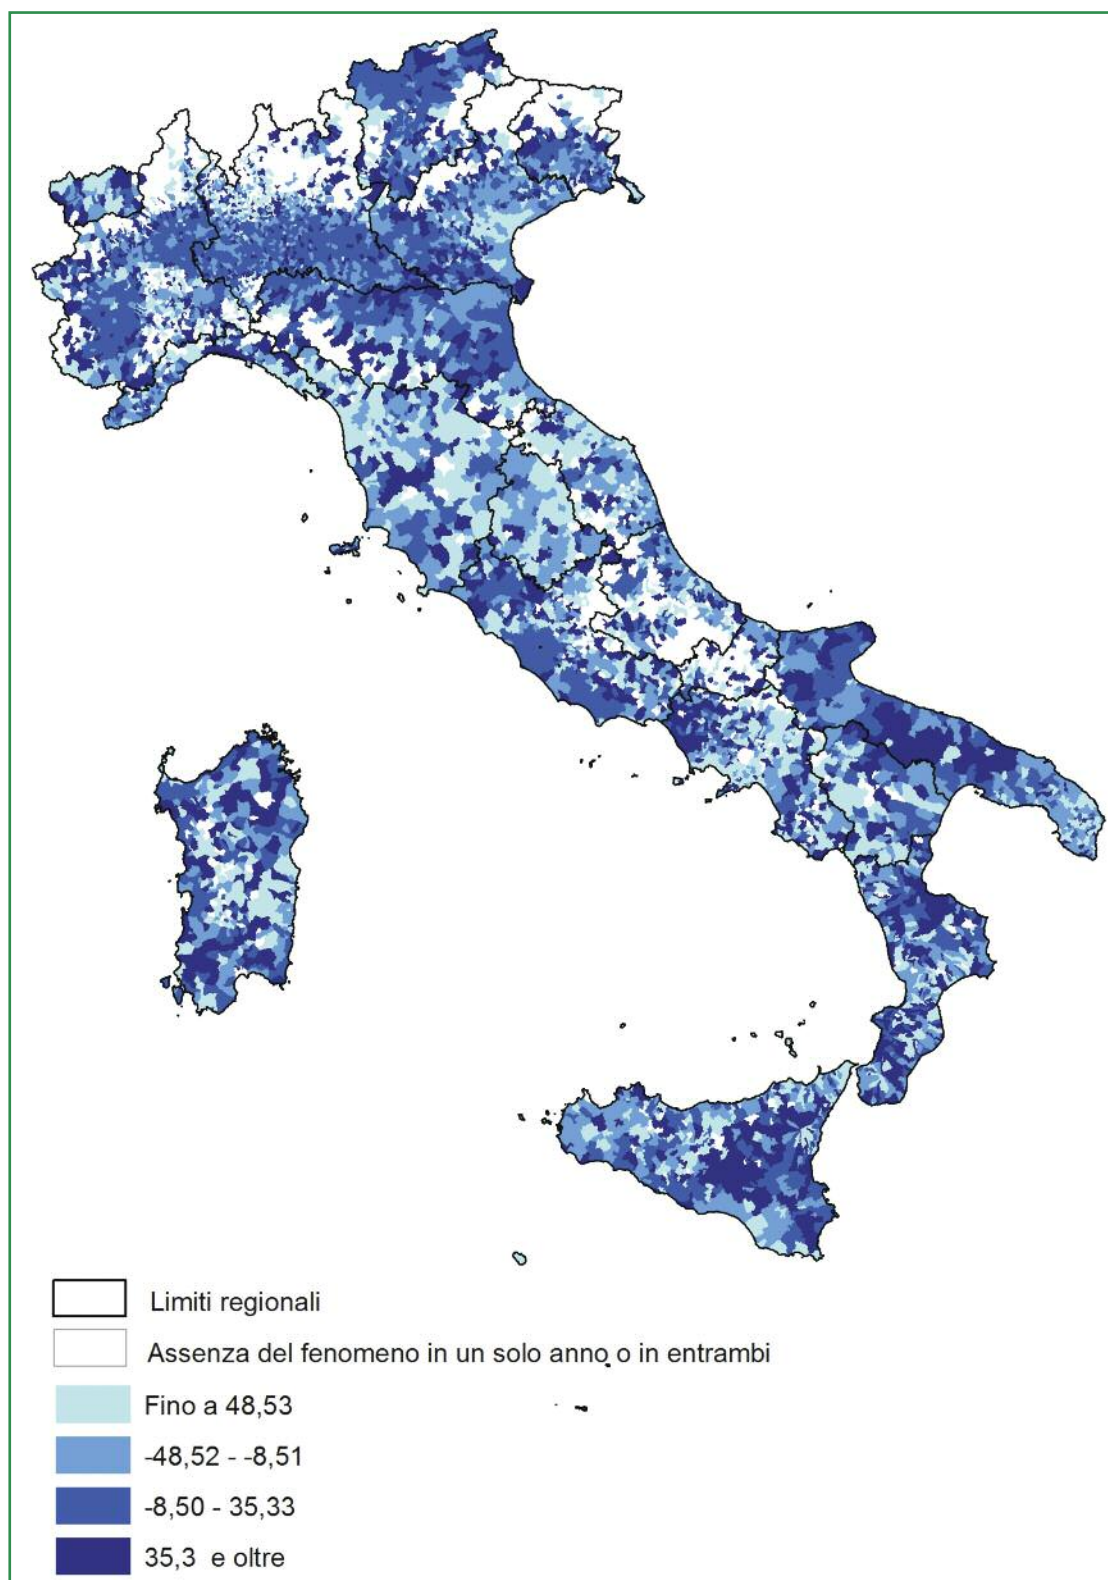 Limiti regionali
Assenza del fenomeno in un solo anno o in entrambi
Fino a 48,53
-48,52 - -8,51
-8,50 - 35,33
35,3 e oltre